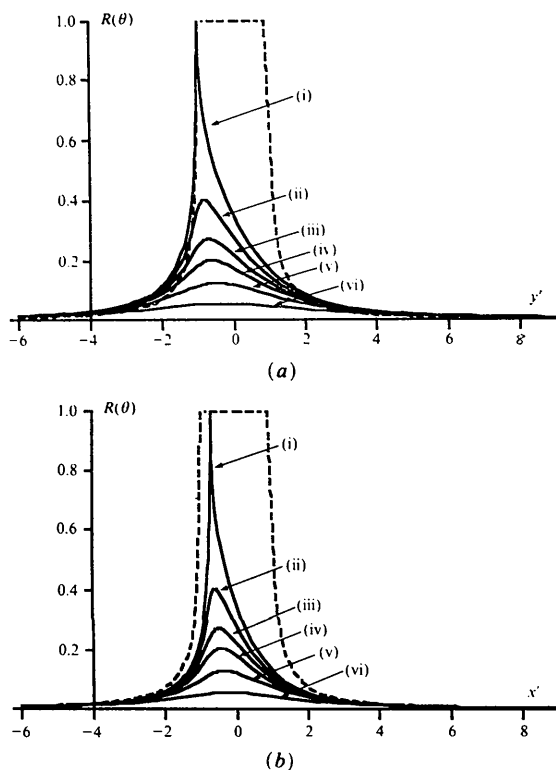 R(θ)
1.0
(i)
0.8
0.6
(ii)
0.4
(iii)
(iv)
(v)
0.2
(vi)
y′
−6 −4 −2 0 2 4 6 8
(a)
1.0 R(θ)
(i)
0.8
0.6
(ii)
0.4
(iii)
(iv)
(v)
0.2
(vi)
x′
−6 −4 −2 0 2 4 6 8
(b)